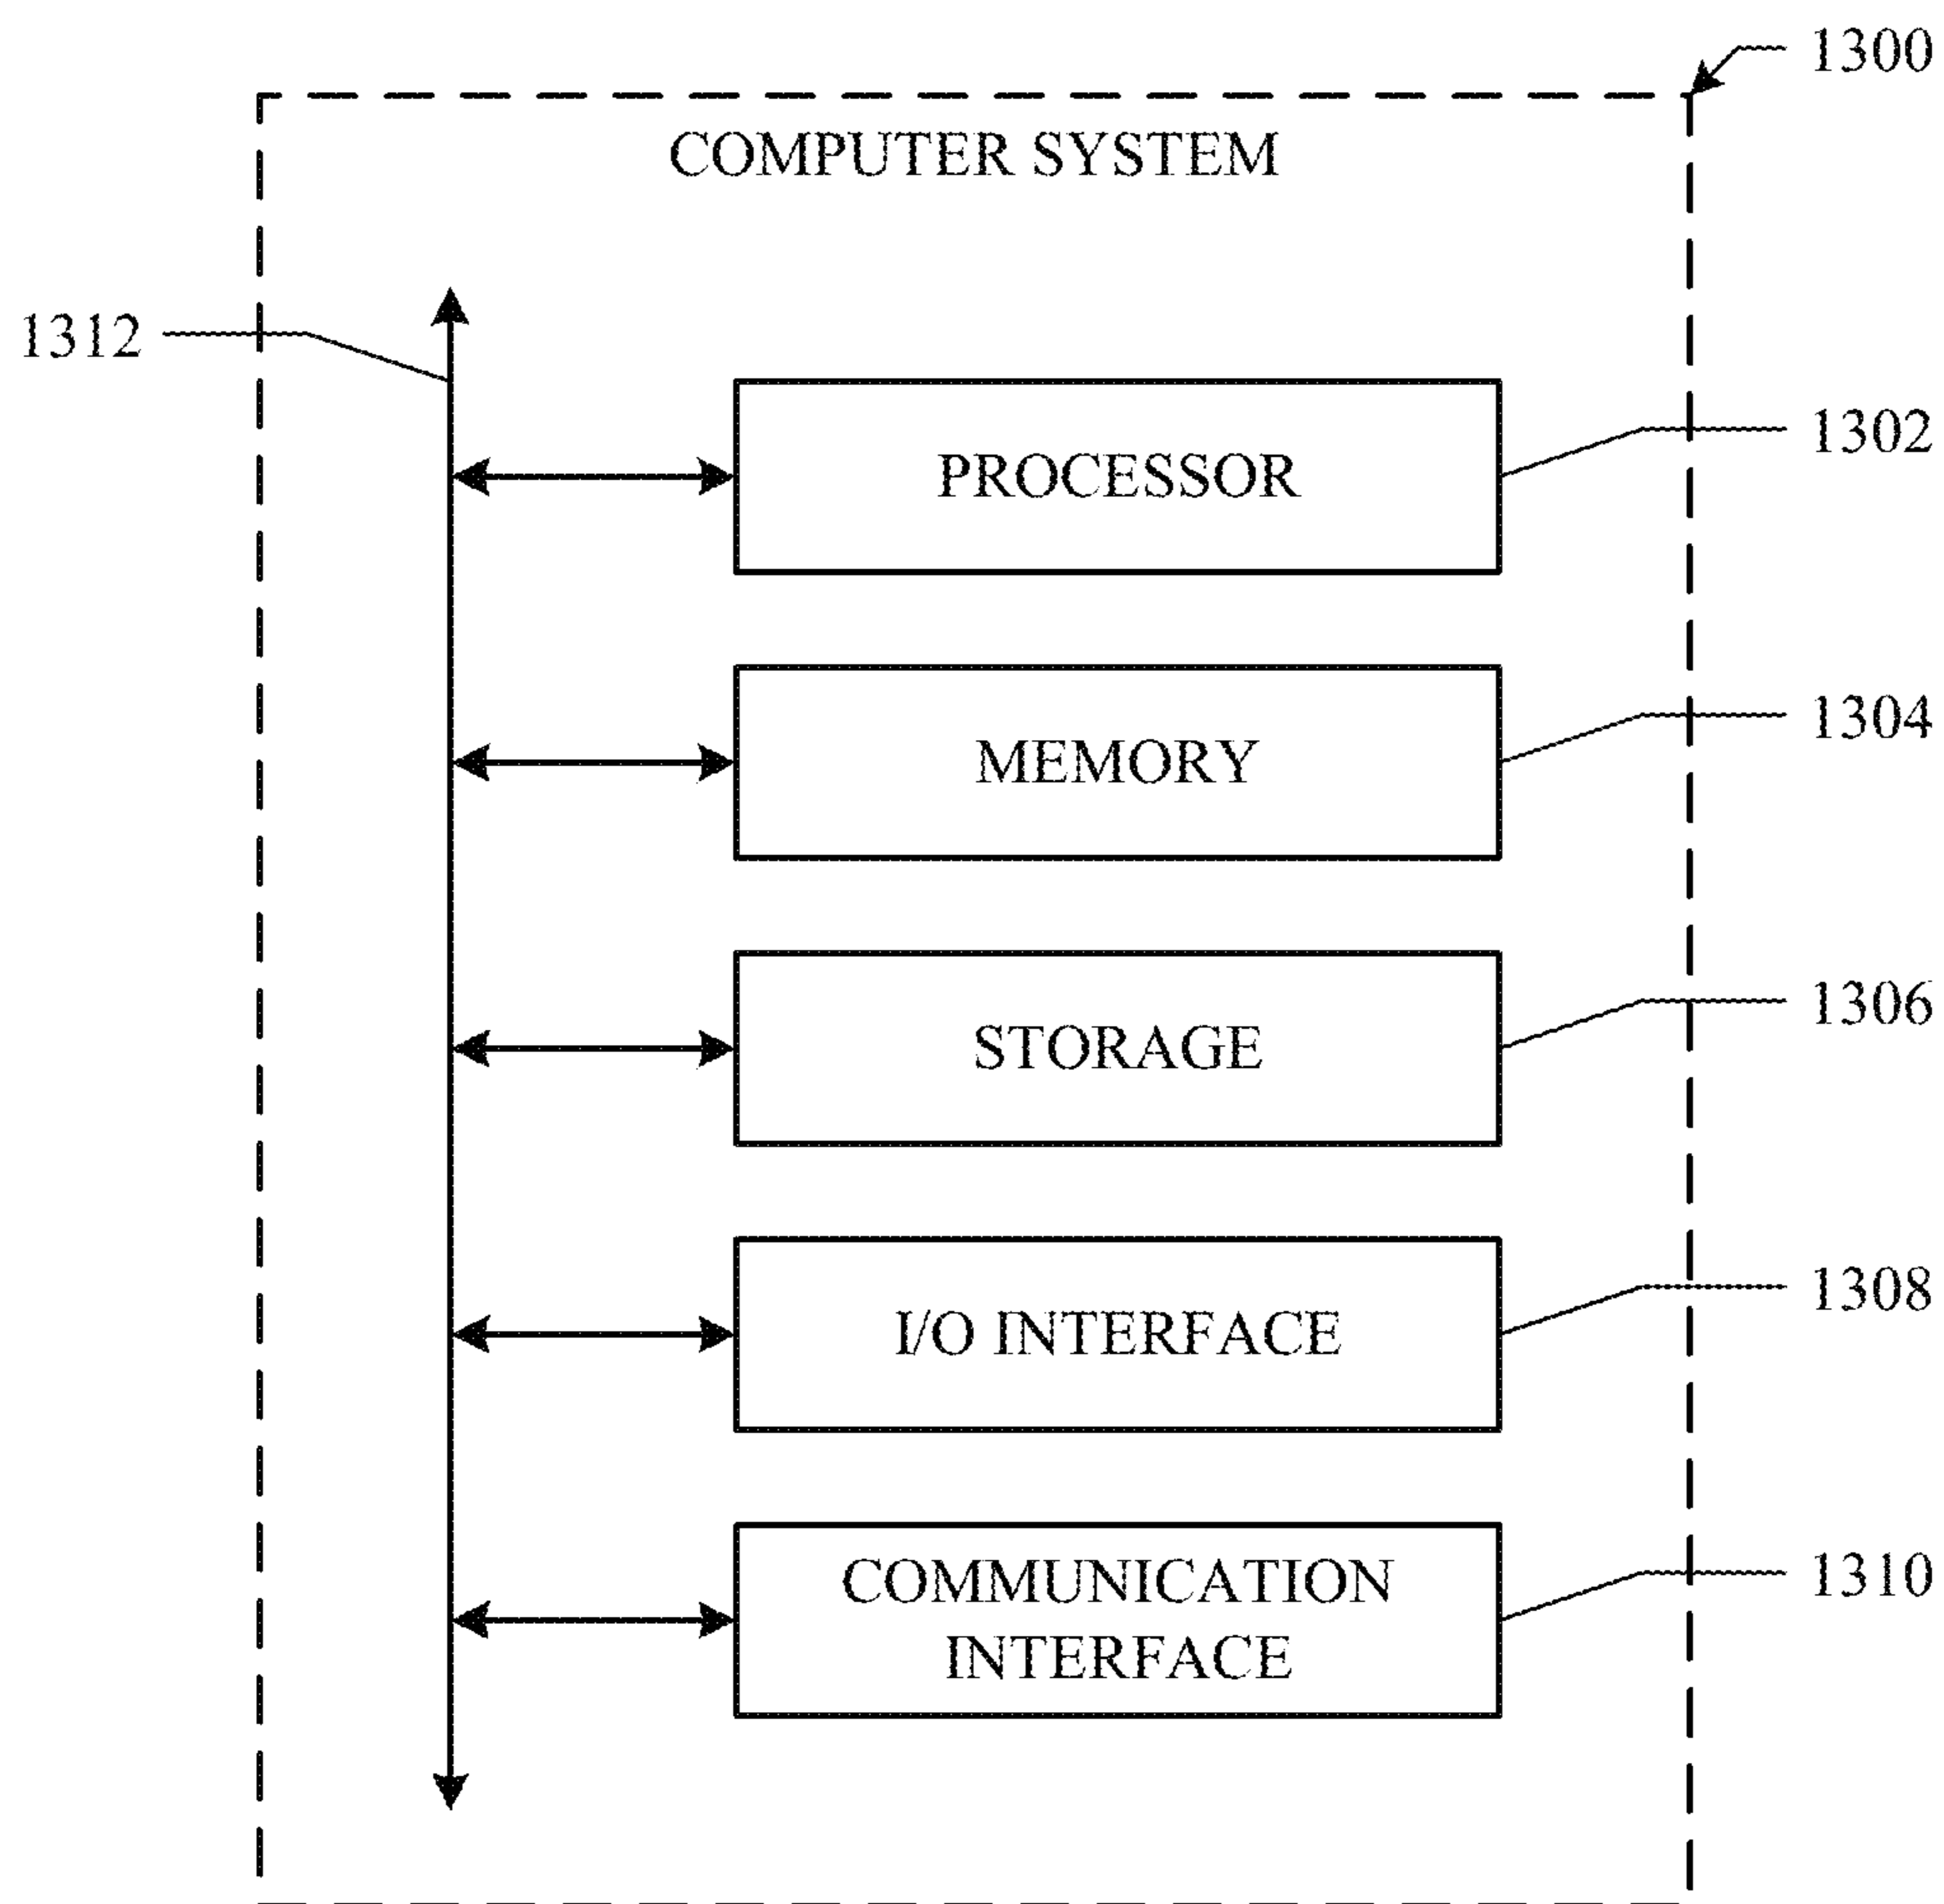 1300
COMPUTER SYSTEM
1312
1302
PROCESSOR
1304
MEMORY
1306
STORAGE
1308
I/O INTERFACE
1310
COMMUNICATION
INTERFACE